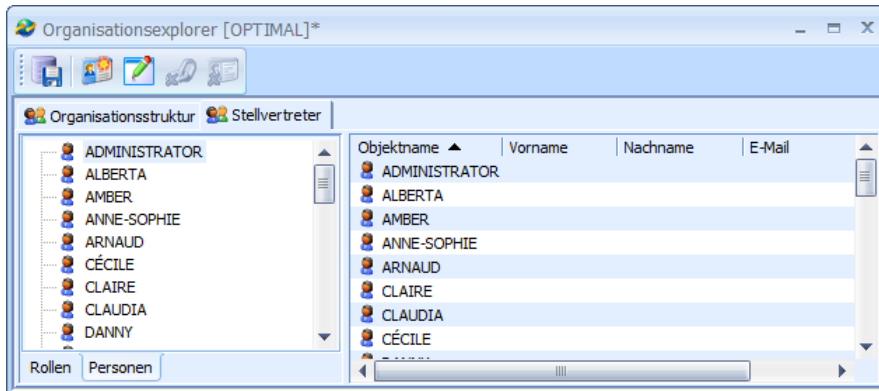 Organisationsexplorer [OPTIMAL]*
Organisationsstruktur Stellvertreter
ADMINISTRATOR
ALBERTA
AMBER
ANNE-SOPHIE
ARNAUD
CÉCILE
CLAIRE
CLAUDIA
DANNY
Rollen Personen
Objektname Vorname Nachname E-Mail
ADMINISTRATOR
ALBERTA
AMBER
ANNE-SOPHIE
ARNAUD
CLAIRE
CLAUDIA
CÉCILE